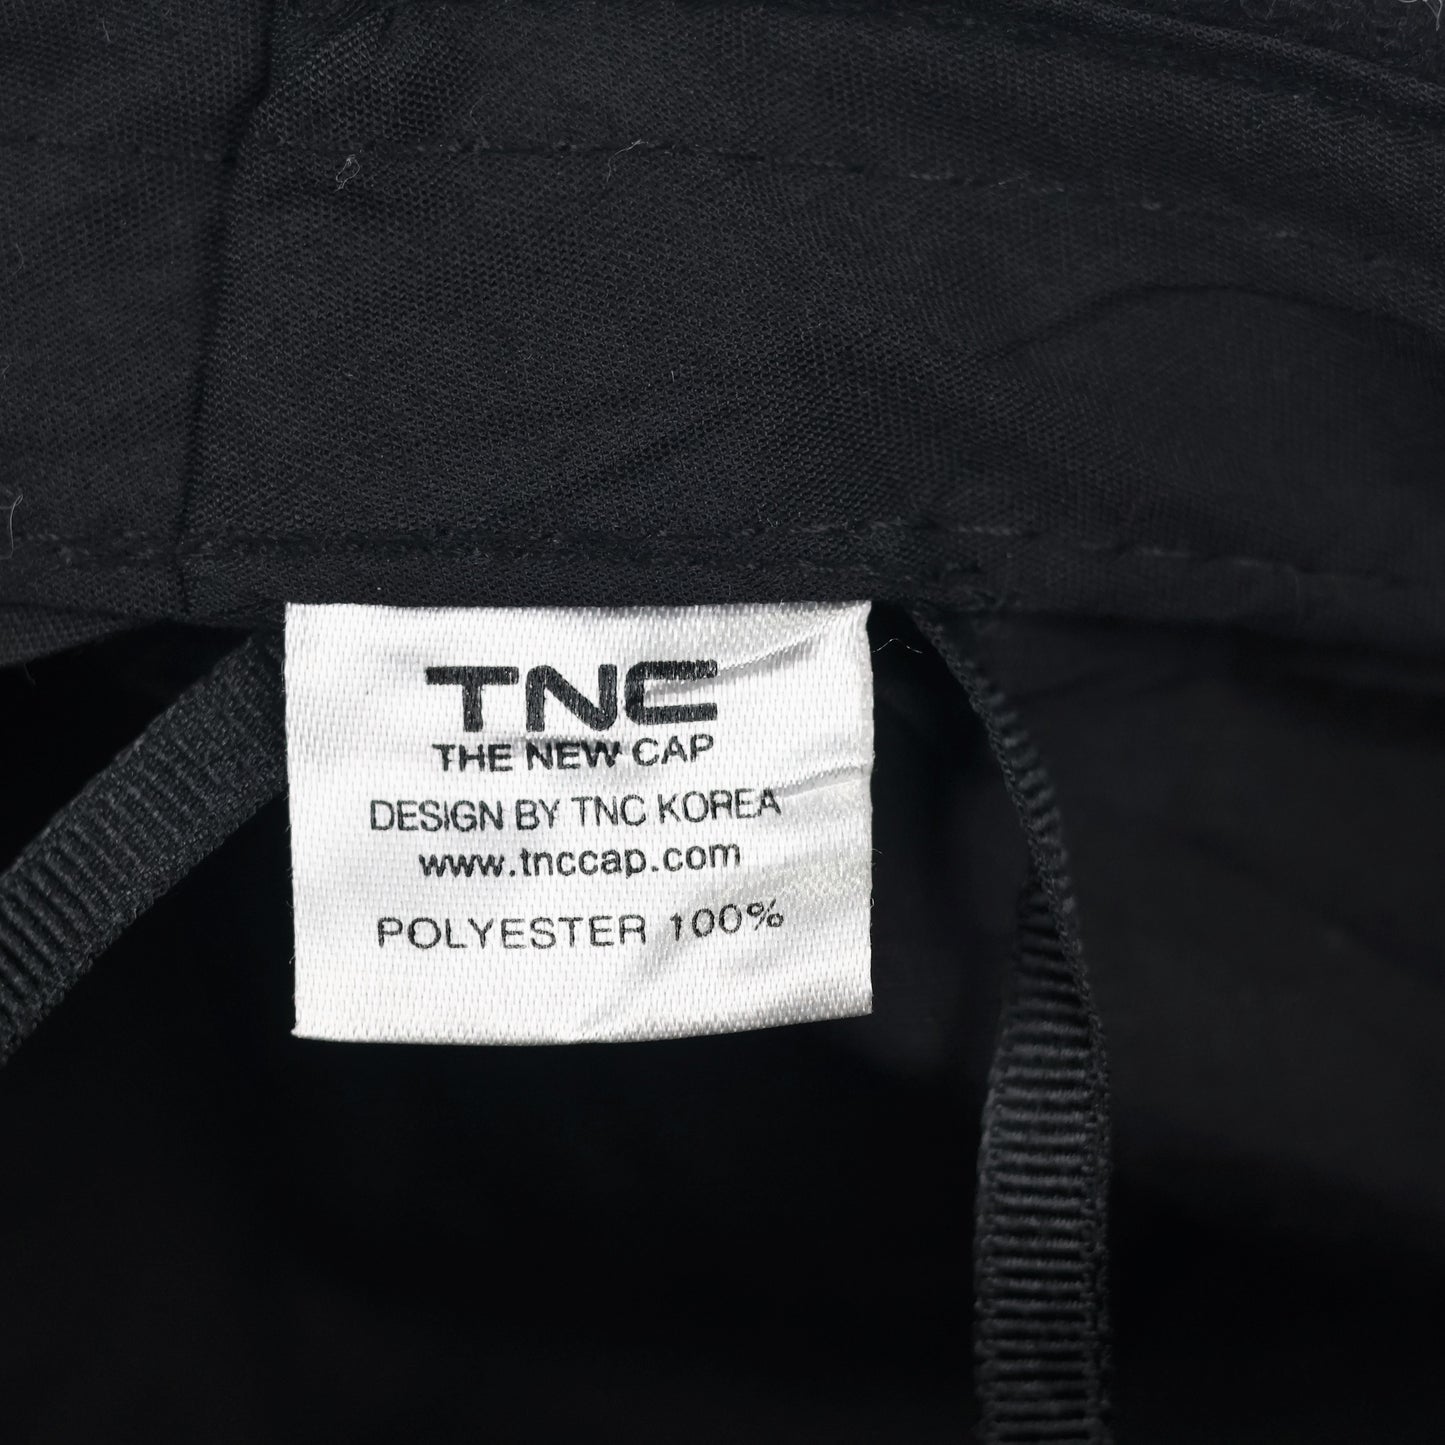 TNC
THE NEW CAP
DESIGN BY TNC KOREA
www.tnccap.com
POLYESTER 100%